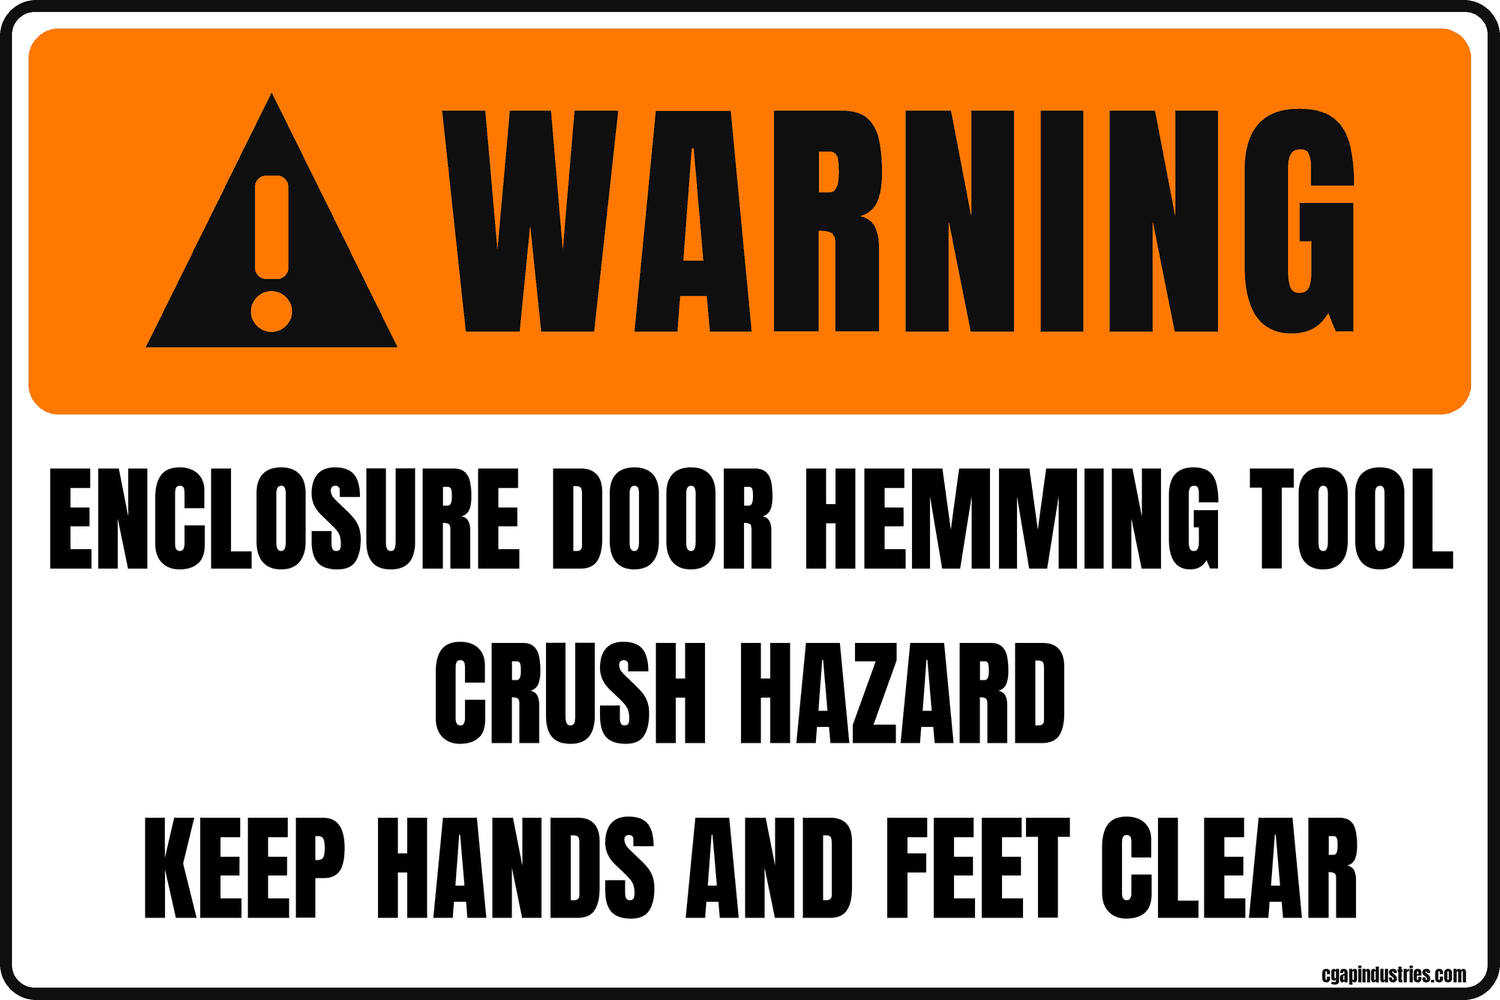 WARNING
ENCLOSURE DOOR HEMMING TOOL
CRUSH HAZARD
KEEP HANDS AND FEET CLEAR
cgapindustries.com